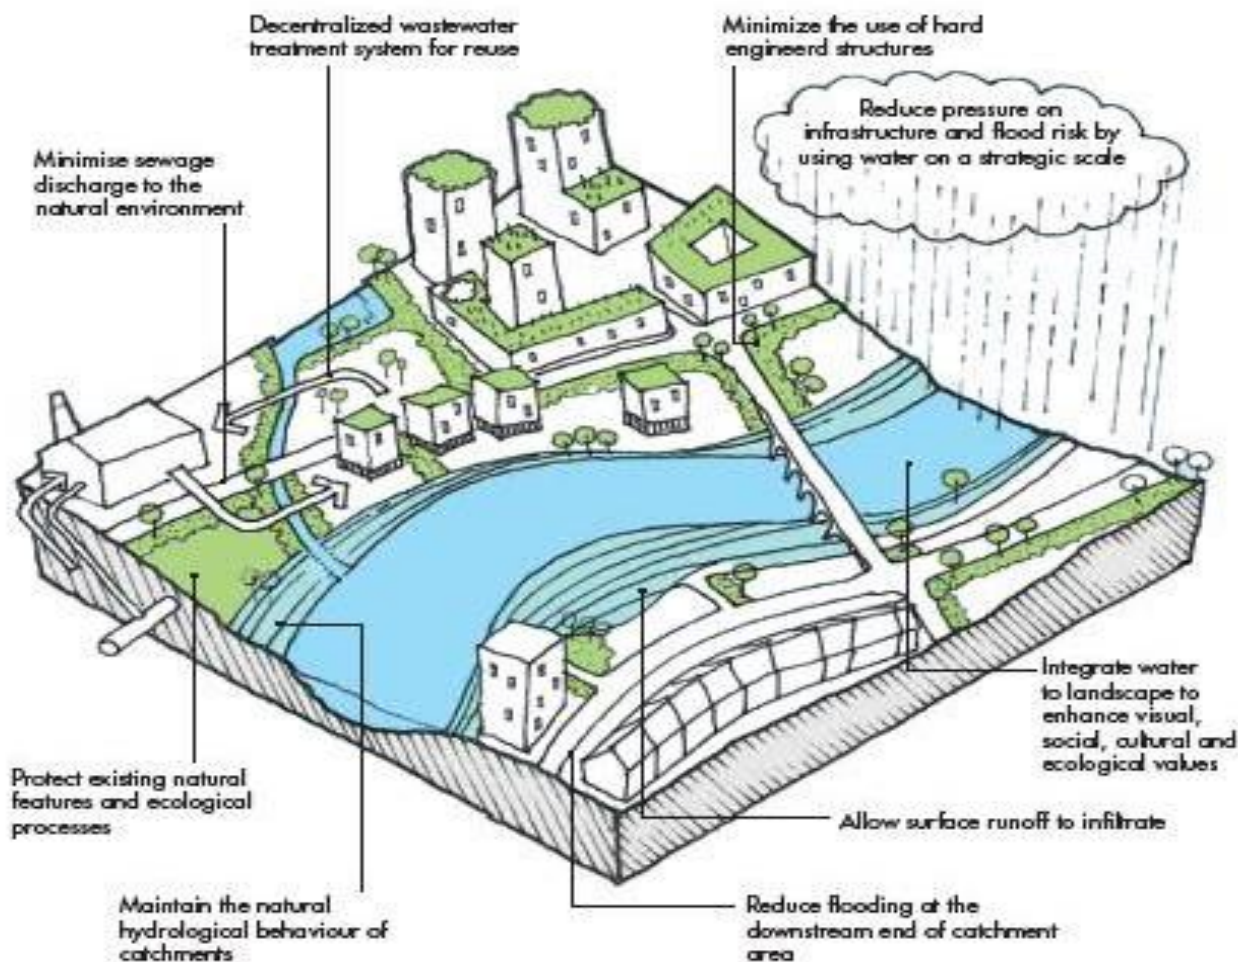 Decentralized wastewater
treatment system for reuse
Minimize the use of hard
engineerd structures
Reduce pressure on
infrastructure and flood risk by
using water on a strategic scale
Minimise sewage
discharge to the
natural environment
Integrate water
to landscape to
enhance visual,
social, cultural and
ecological values
Protect existing natural
features and ecological
processes
Allow surface runoff to infiltrate
Maintain the natural
hydrological behaviour of
catchments
Reduce flooding at the
downstream end of catchment
area